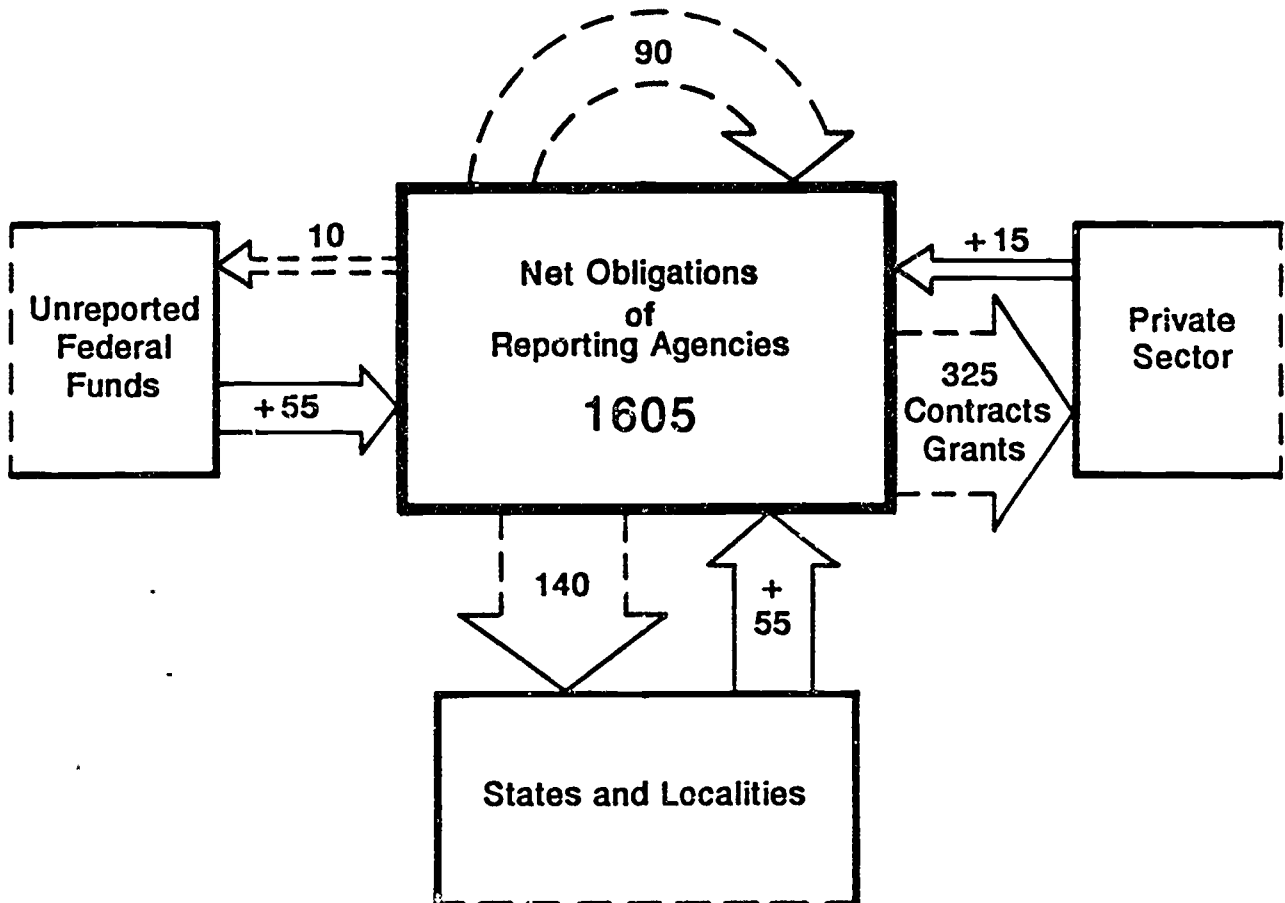 90
10
Unreported
Federal
Funds
+55
Net Obligations
of
Reporting Agencies
1605
+15
325
Contracts
Grants
Private
Sector
140
+
55
States and Localities